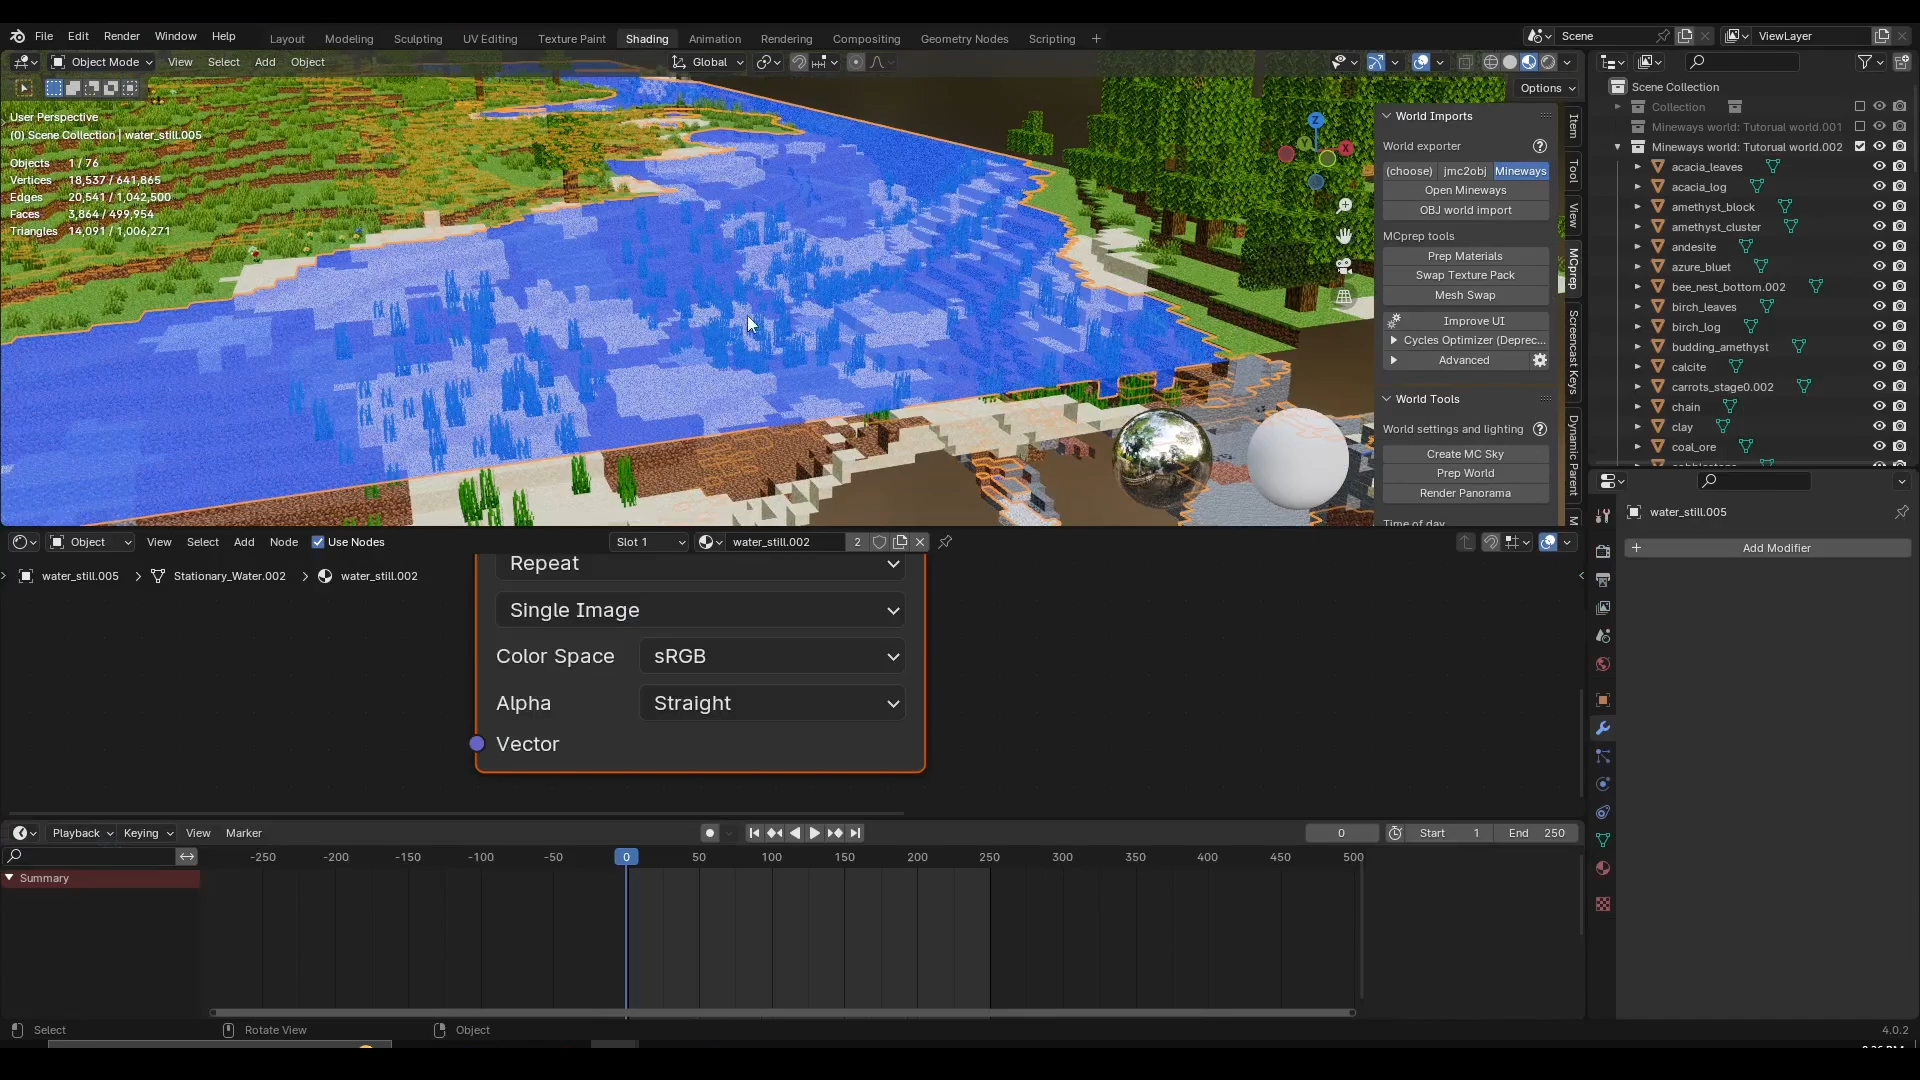 File Edit Render Window Help Layout Modeling Sculpting UV Editing Texture Paint Shading Animation Rendering Compositing Geometry Nodes Scripting + Scene ViewLayer
Object Mode View Select Add Object Global
Options
User Perspective
(0) Scene Collection | water_still.005
Objects 1 / 76
Vertices 18,537 / 641,865
Edges 20,541 / 1,042,500
Faces 3,864 / 499,954
Triangles 14,091 / 1,006,271
Z
Y
X
World Imports
World exporter
(choose) jmc2obj Mineways
Open Mineways
OBJ world import
MCprep tools
Prep Materials
Swap Texture Pack
Mesh Swap
Improve UI
Cycles Optimizer (Deprec...
Advanced
World Tools
World settings and lighting
Create MC Sky
Prep World
Render Panorama
Time of day
Item
Tool
View
MCprep
Screencast Keys
Dynamic Parent
M
Scene Collection
Collection
Mineways world: Tutorual world.001
Mineways world: Tutorual world.002
acacia_leaves
acacia_log
amethyst_block
amethyst_cluster
andesite
azure_bluet
bee_nest_bottom.002
birch_leaves
birch_log
budding_amethyst
calcite
carrots_stage0.002
chain
clay
coal_ore
water_still.005
Add Modifier
Object View Select Add Node Use Nodes Slot 1 water_still.002 2
water_still.005 > Stationary_Water.002 > water_still.002
Repeat
Single Image
Color Space sRGB
Alpha Straight
Vector
Playback Keying View Marker 0 Start 1 End 250
-250 -200 -150 -100 -50 0 50 100 150 200 250 300 350 400 450 500
Summary
Select Rotate View Object 4.0.2